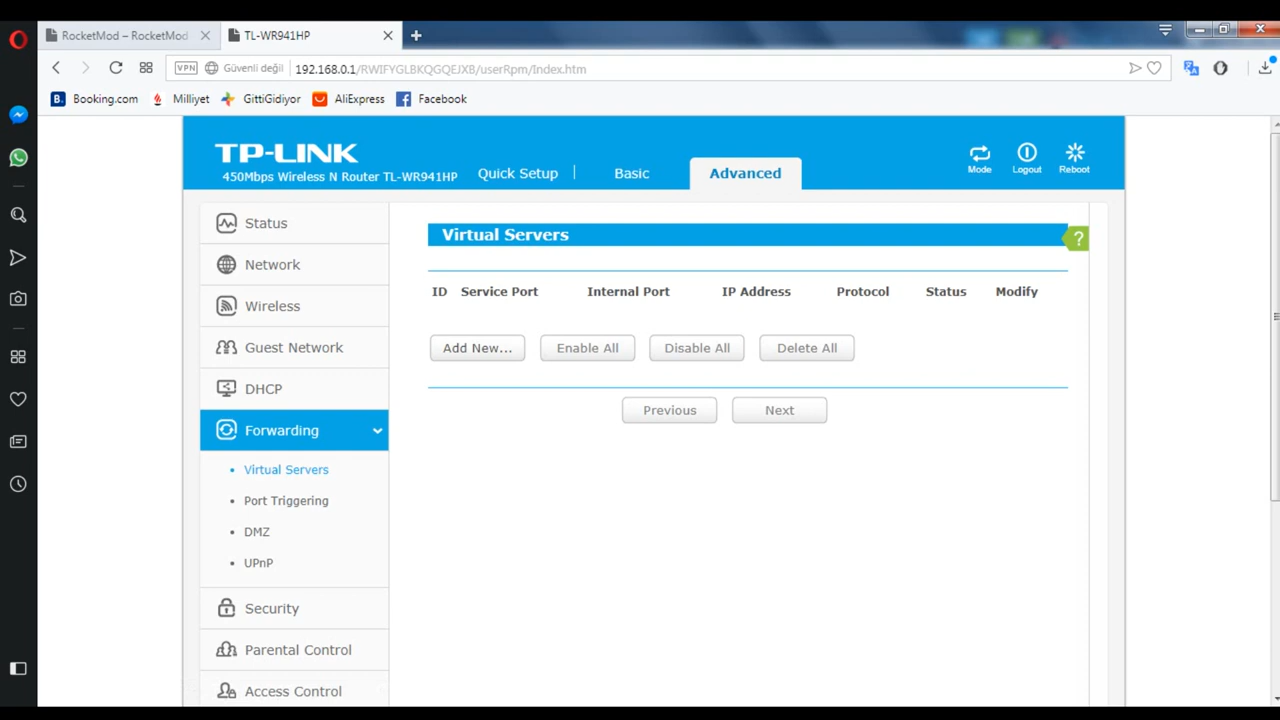 RocketMod – RocketMod
TL-WR941HP
VPN Güvenli değil 192.168.0.1/RWIFYGLBKQGQEJXB/userRpm/Index.htm
B. Booking.com Milliyet GittiGidiyor AliExpress Facebook
TP-LINK
450Mbps Wireless N Router TL-WR941HP
Quick Setup Basic Advanced
Mode Logout Reboot
Status
Network
Wireless
Guest Network
DHCP
Forwarding
Virtual Servers
Port Triggering
DMZ
UPnP
Security
Parental Control
Access Control
Virtual Servers ?
ID Service Port Internal Port IP Address Protocol Status Modify
Add New... Enable All Disable All Delete All
Previous Next